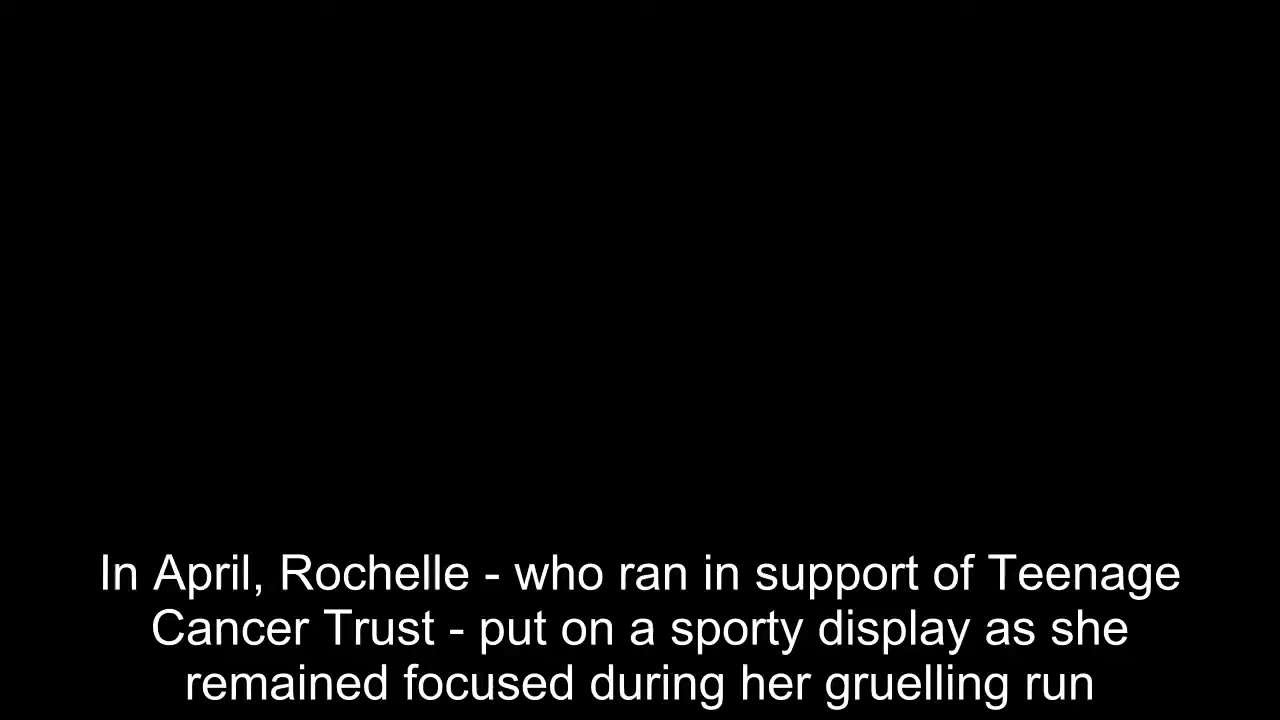 In April, Rochelle - who ran in support of Teenage
Cancer Trust - put on a sporty display as she
remained focused during her gruelling run